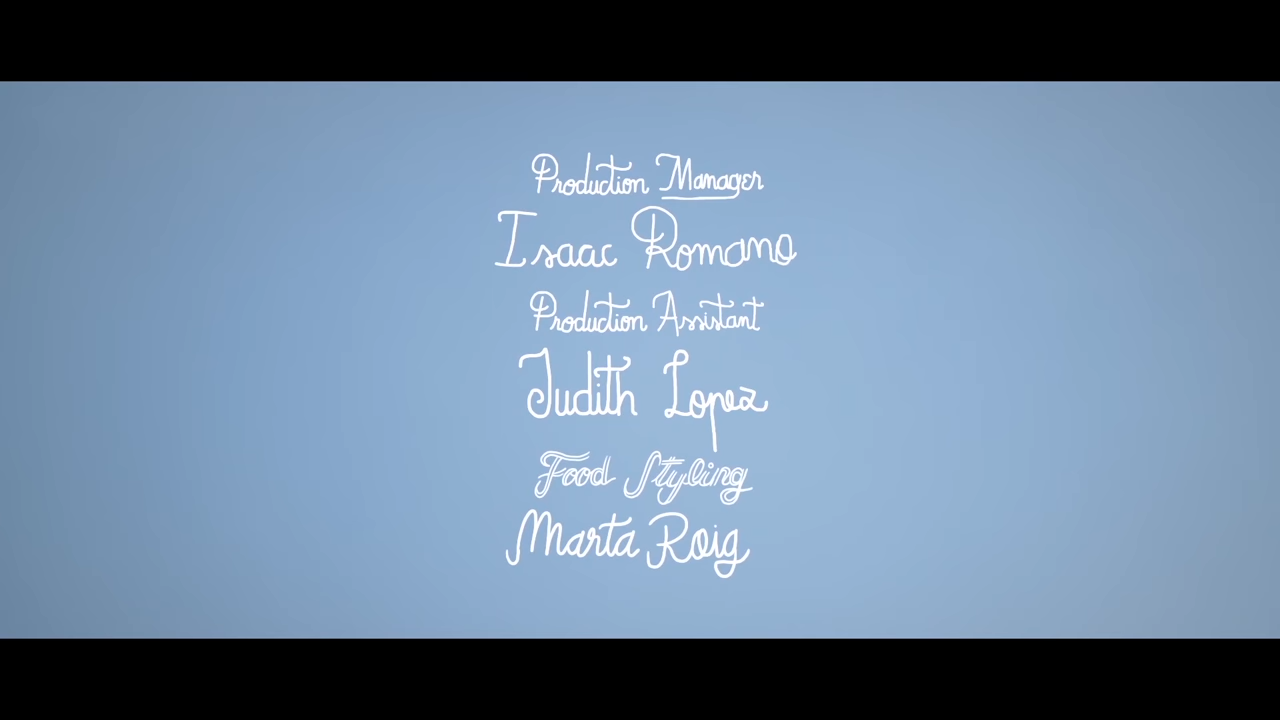 Production Manager
Isaac Romano
Production Assistant
Judith Lopez
Food Styling
Marta Roig